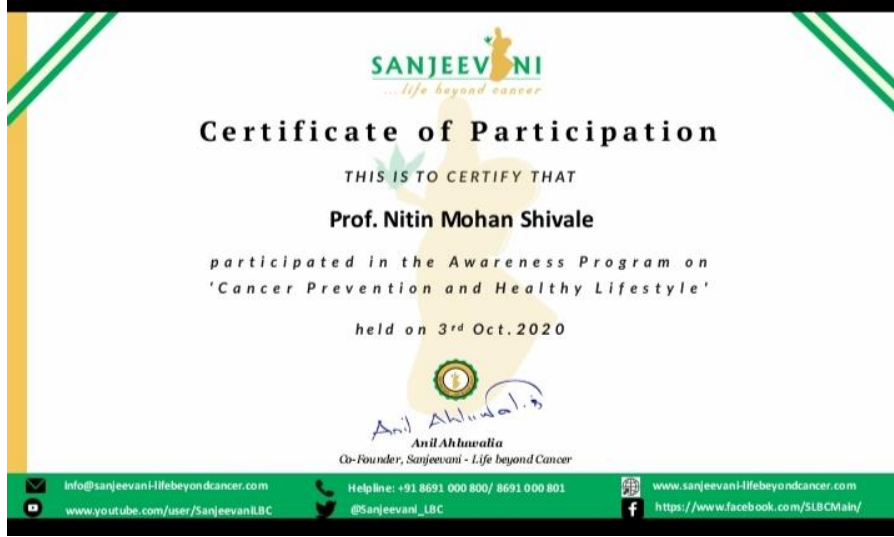 SANJEEVANI
...life beyond cancer
Certificate of Participation
THIS IS TO CERTIFY THAT
Prof. Nitin Mohan Shivale
participated in the Awareness Program on
'Cancer Prevention and Healthy Lifestyle'
held on 3rd Oct.2020
Anil Ahluwalia
Anil Ahluwalia
Co-Founder, Sanjeevani - Life beyond Cancer
info@sanjeevani-lifebeyondcancer.com
Helpline: +91 8691 000 800/ 8691 000 801
www.sanjeevani-lifebeyondcancer.com
www.youtube.com/user/SanjeevaniLBC
@Sanjeevani_LBC
https://www.facebook.com/SLBCMain/